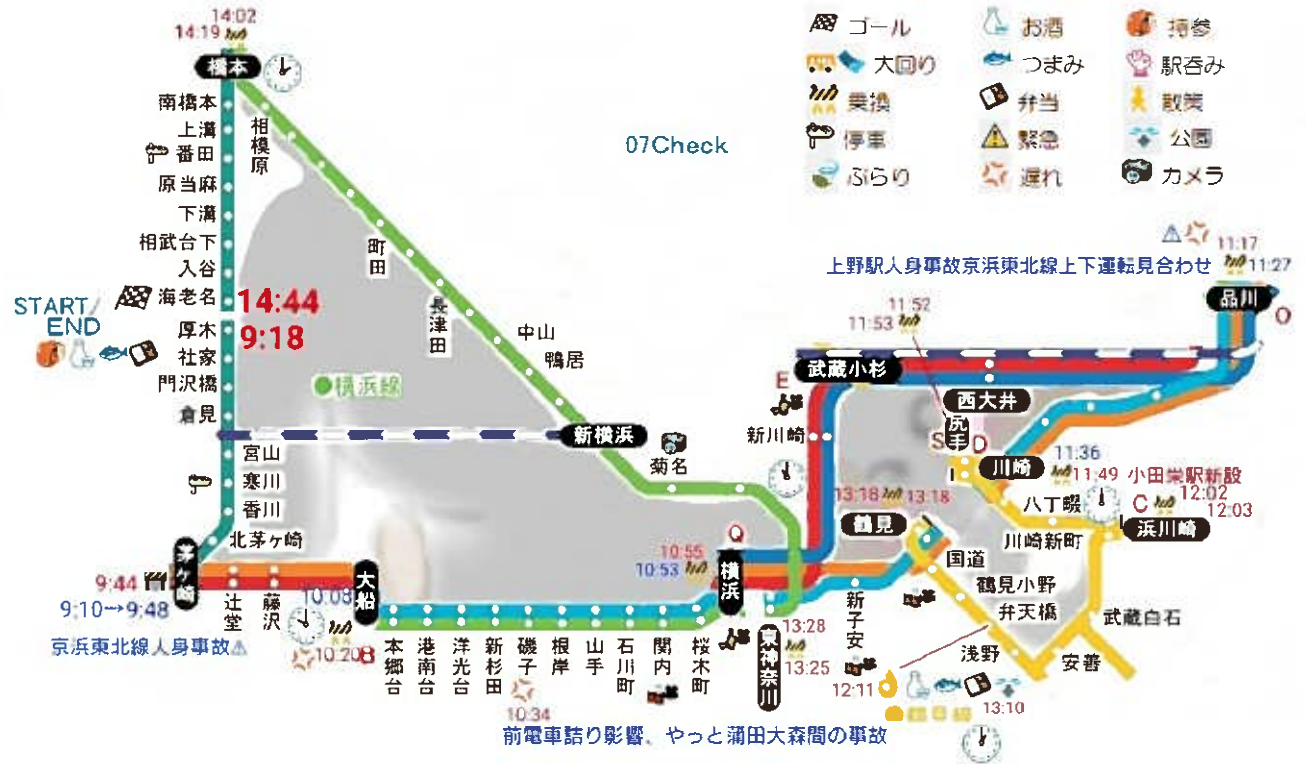 14:02
14:19
橋本
南橋本
上溝
番田
原当麻
下溝
相武台下
入谷
海老名
14:44
START/
END
厚木
9:18
社家
門沢橋
倉見
宮山
寒川
香川
北茅ヶ崎
茅ヶ崎
9:44
9:10→9:48
京浜東北線人身事故⚠
相模原
町田
長津田
中山
鴨居
横浜線
新横浜
菊名
07Check
ゴール
お酒
持参
大回り
つまみ
駅呑み
乗換
弁当
散策
停車
緊急
公園
ぶらり
遅れ
カメラ
11:17
11:27
上野駅人身事故京浜東北線上下運転見合わせ
品川
O
11:52
11:53
武蔵小杉
E
西大井
新川崎
尻手
S
D
川崎
11:36
11:49
小田栄駅新設
八丁畷
C
12:02
12:03
川崎新町
浜川崎
13:18
13:18
鶴見
国道
鶴見小野
弁天橋
武蔵白石
浅野
安善
Q
10:55
10:53
横浜
新子安
13:28
13:25
東神奈川
12:11
13:10
辻堂
藤沢
10:08
10:20
B
大船
本郷台
港南台
洋光台
新杉田
磯子
根岸
山手
石川町
関内
桜木町
10:34
前電車詰り影響、やっと蒲田大森間の事故